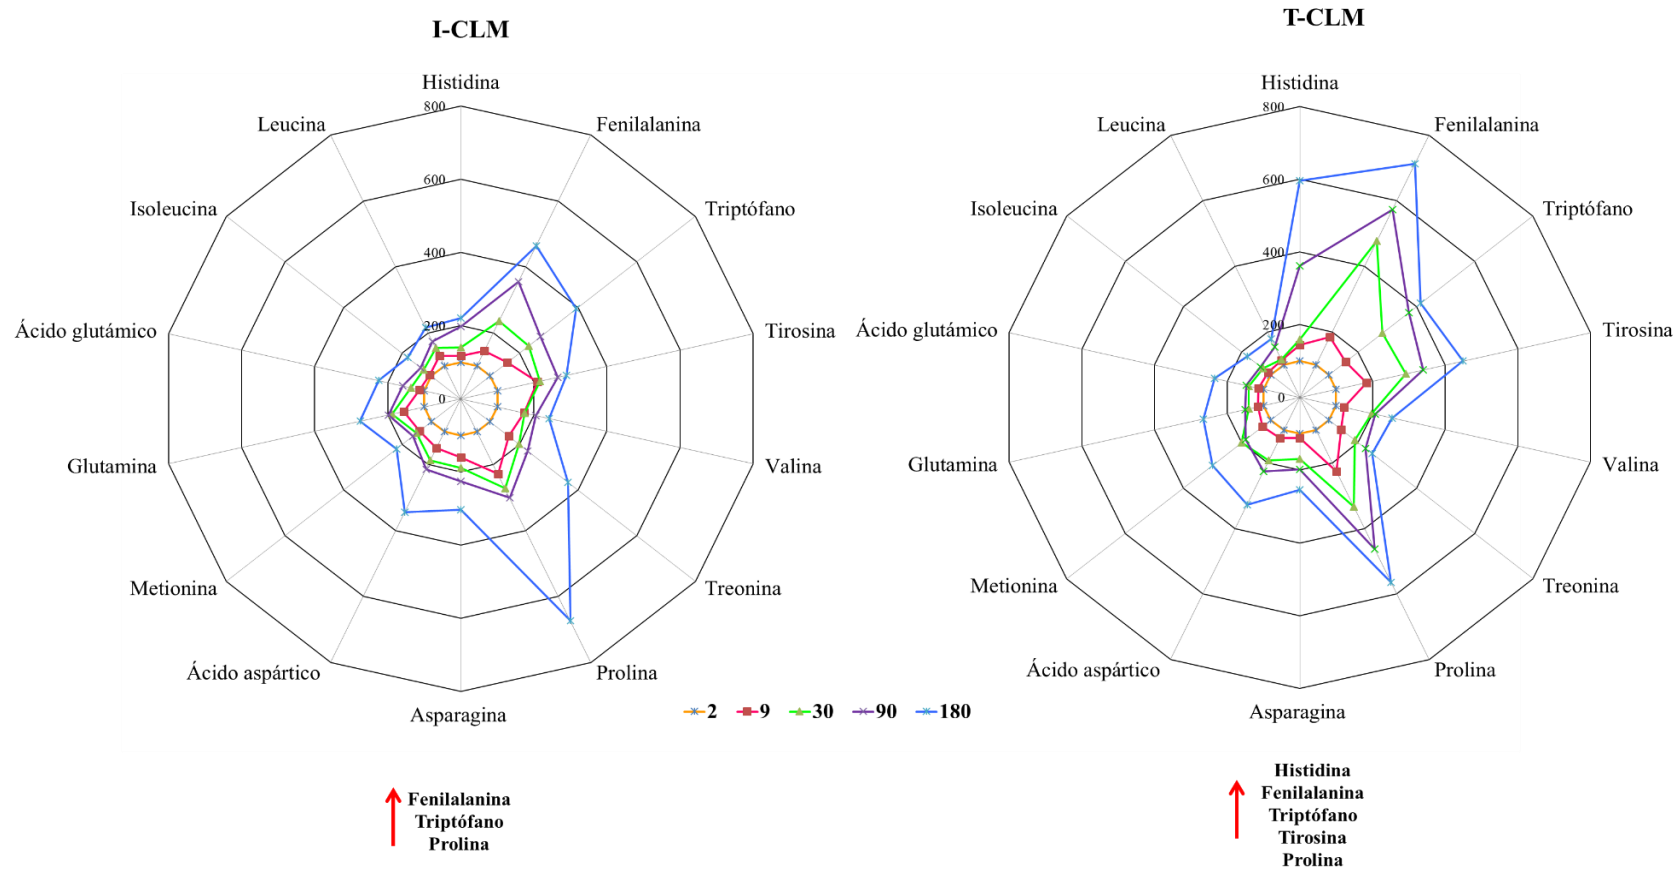 I-CLM
Histidina
800
Fenilalanina
Leucina
600
Triptófano
Isoleucina
400
Tirosina
Ácido glutámico
200
0
Valina
Glutamina
Treonina
Metionina
Prolina
Ácido aspártico
Asparagina
T-CLM
Histidina
800
Fenilalanina
Leucina
600
Triptófano
Isoleucina
400
Tirosina
Ácido glutámico
200
0
Valina
Glutamina
Treonina
Metionina
Prolina
Ácido aspártico
Asparagina
2 9 30 90 180
Fenilalanina
Triptófano
Prolina
Histidina
Fenilalanina
Triptófano
Tirosina
Prolina